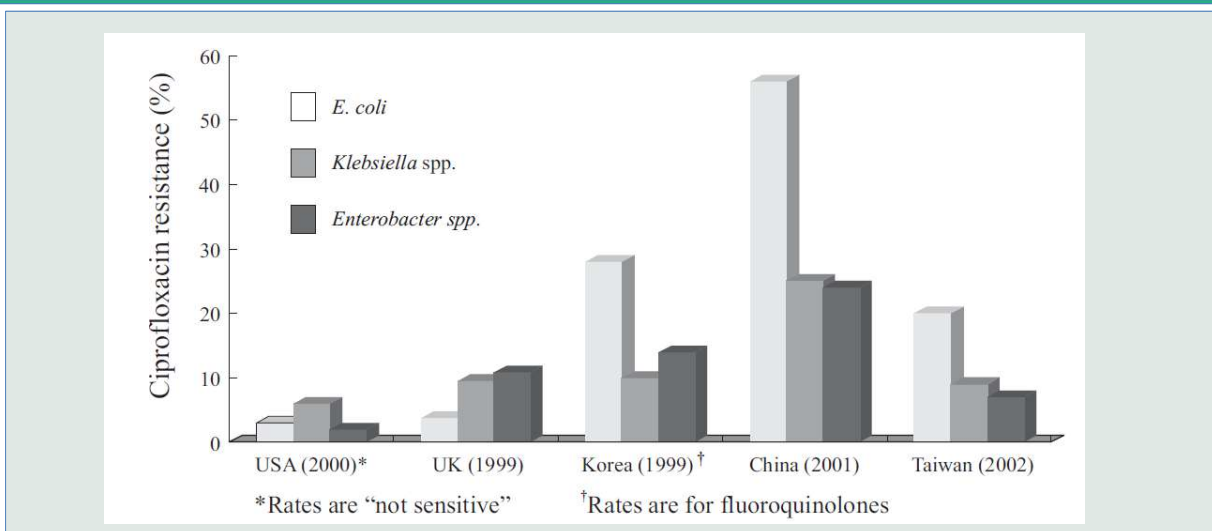 Ciprofloxacin resistance (%)
60
50
40
30
20
10
0
E. coli
Klebsiella spp.
Enterobacter spp.
USA (2000)* UK (1999) Korea (1999)† China (2001) Taiwan (2002)
*Rates are “not sensitive” †Rates are for fluoroquinolones